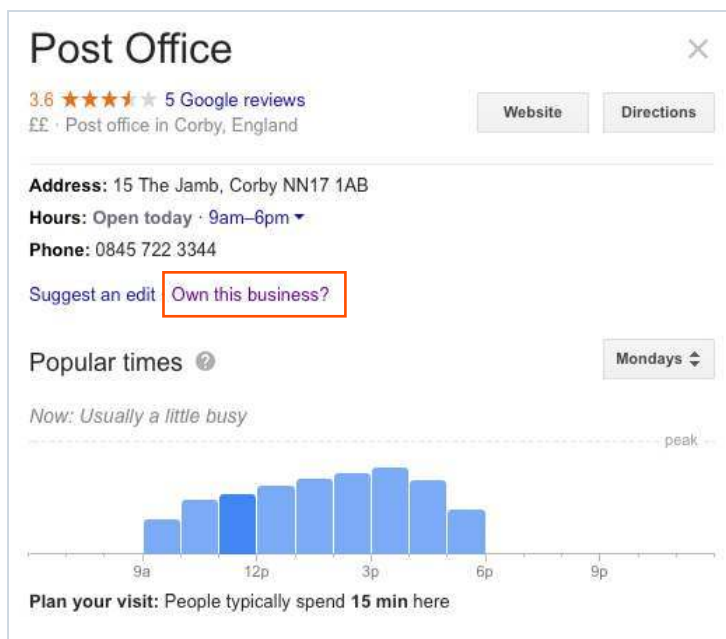 Post Office
3.6 5 Google reviews
Website
Directions
££ · Post office in Corby, England
Address: 15 The Jamb, Corby NN17 1AB
Hours: Open today · 9am–6pm
Phone: 0845 722 3344
Suggest an edit Own this business?
Popular times ?
Mondays
Now: Usually a little busy
peak
9a 12p 3p 6p 9p
Plan your visit: People typically spend 15 min here